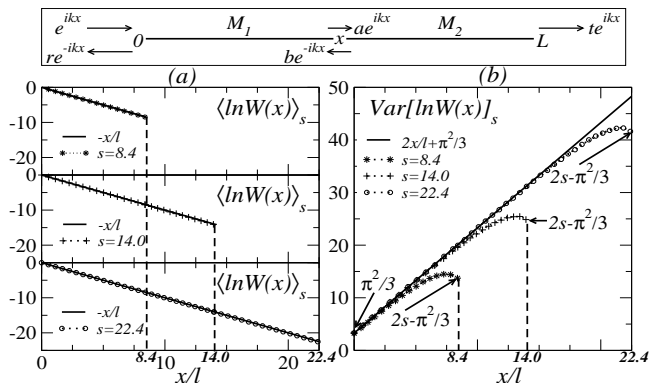 e^{ikx} M_1 ae^{ikx} M_2 te^{ikx}
0 x L
re^{-ikx} be^{-ikx}
(a) (b)
0
-10
-20
⟨lnW(x)⟩_s
-x/l
s=8.4
0
-10
-20
⟨lnW(x)⟩_s
-x/l
s=14.0
0
-10
-20
⟨lnW(x)⟩_s
-x/l
s=22.4
0 8.4 14.0 20 22.4
x/l
50
40
30
20
10
0
Var[lnW(x)]_s
2x/l+π²/3
s=8.4
s=14.0
s=22.4
2s-π²/3
2s-π²/3
π²/3
2s-π²/3
8.4 14.0 22.4
x/l